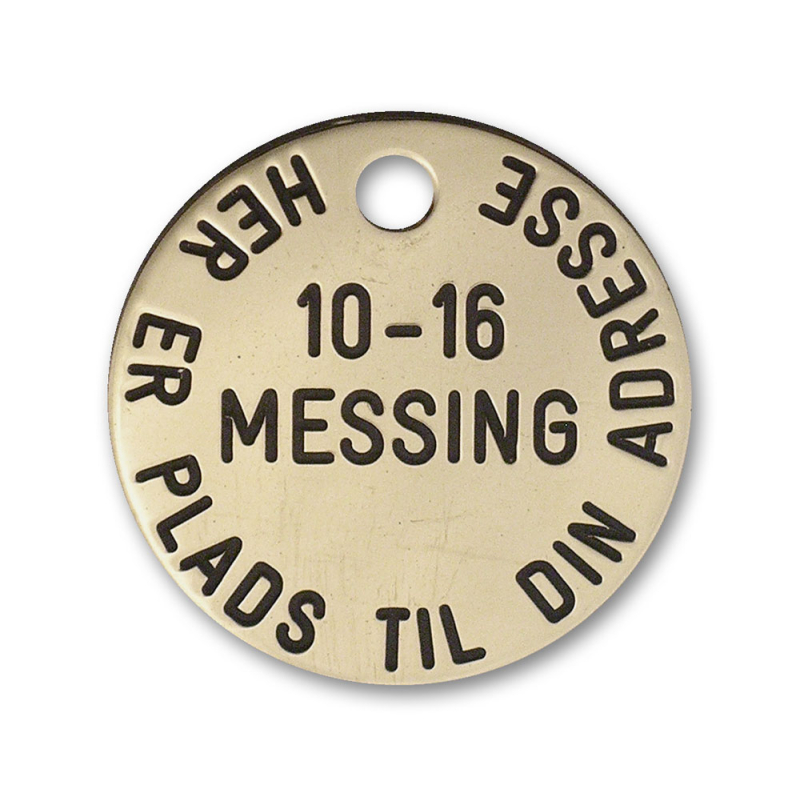 10-16
MESSING
HER ER PLADS TIL DIN ADRESSE